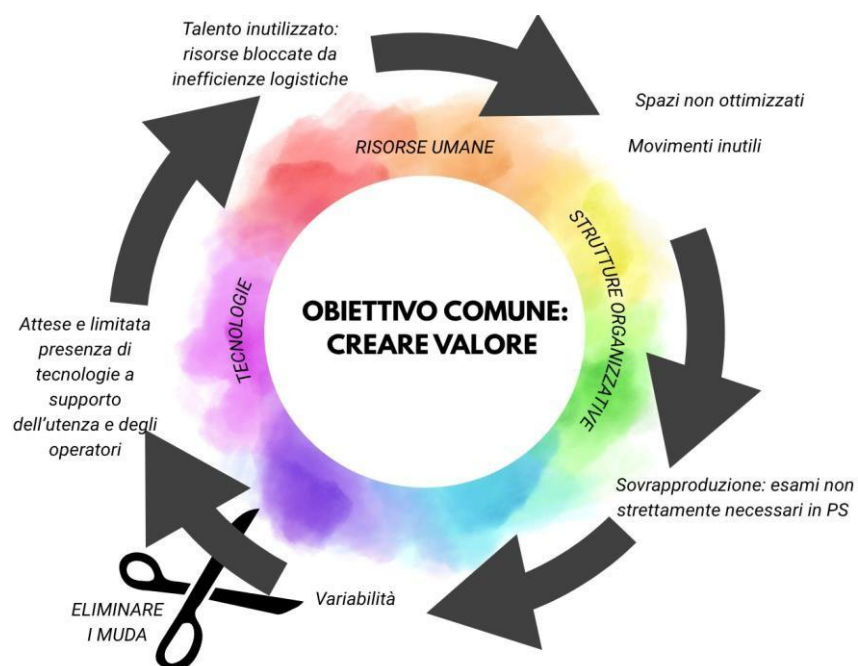 Talento inutilizzato:
risorse bloccate da
inefficienze logistiche
Spazi non ottimizzati
Movimenti inutili
RISORSE UMANE
STRUTTURE ORGANIZZATIVE
TECNOLOGIE
OBIETTIVO COMUNE:
CREARE VALORE
Attese e limitata
presenza di
tecnologie a
supporto
dell'utenza e degli
operatori
Sovrapproduzione: esami non
strettamente necessari in PS
Variabilità
ELIMINARE
I MUDA